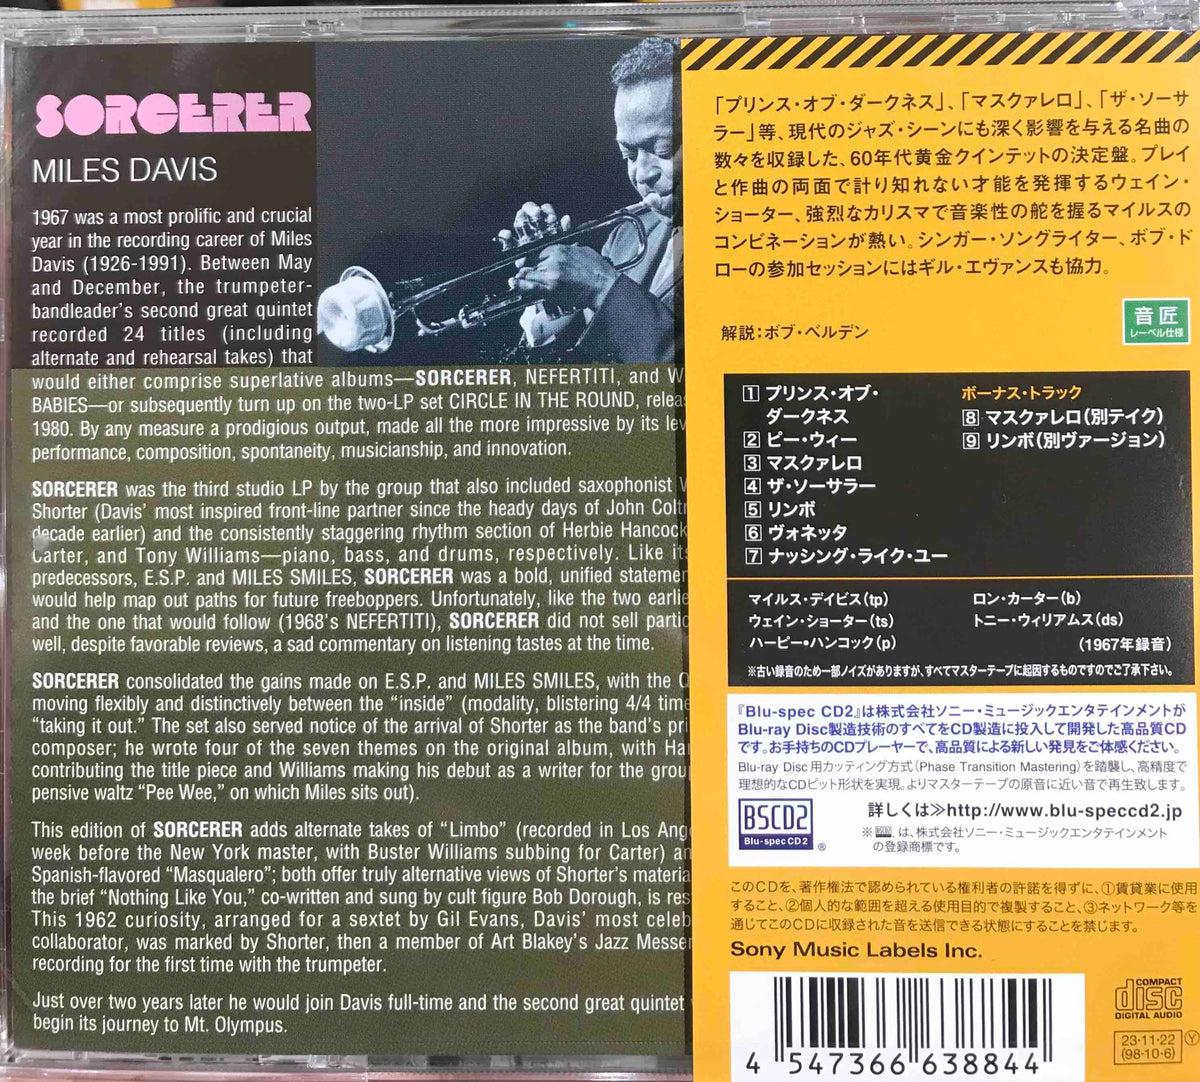 SORCERER
MILES DAVIS
1967 was a most prolific and crucial
year in the recording career of Miles
Davis (1926-1991). Between May
and December, the trumpeter-
bandleader's second great quintet
recorded 24 titles (including
alternate and rehearsal takes) that
would either comprise superlative albums—SORCERER, NEFERTITI, and W
BABIES—or subsequently turn up on the two-LP set CIRCLE IN THE ROUND, releas
1980. By any measure a prodigious output, made all the more impressive by its lev
performance, composition, spontaneity, musicianship, and innovation.
SORCERER was the third studio LP by the group that also included saxophonist W
Shorter (Davis' most inspired front-line partner since the heady days of John Coltr
decade earlier) and the consistently staggering rhythm section of Herbie Hancock
Carter, and Tony Williams—piano, bass, and drums, respectively. Like its
predecessors, E.S.P. and MILES SMILES, SORCERER was a bold, unified statemen
would help map out paths for future freeboppers. Unfortunately, like the two earlie
and the one that would follow (1968's NEFERTITI), SORCERER did not sell partic
well, despite favorable reviews, a sad commentary on listening tastes at the time.
SORCERER consolidated the gains made on E.S.P. and MILES SMILES, with the Q
moving flexibly and distinctively between the "inside" (modality, blistering 4/4 time
"taking it out." The set also served notice of the arrival of Shorter as the band's pri
composer; he wrote four of the seven themes on the original album, with Han
contributing the title piece and Williams making his debut as a writer for the grou
pensive waltz "Pee Wee," on which Miles sits out).
This edition of SORCERER adds alternate takes of "Limbo" (recorded in Los Ange
week before the New York master, with Buster Williams subbing for Carter) an
Spanish-flavored "Masqualero"; both offer truly alternative views of Shorter's materia
the brief "Nothing Like You," co-written and sung by cult figure Bob Dorough, is res
This 1962 curiosity, arranged for a sextet by Gil Evans, Davis' most celeb
collaborator, was marked by Shorter, then a member of Art Blakey's Jazz Messen
recording for the first time with the trumpeter.
Just over two years later he would join Davis full-time and the second great quintet
begin its journey to Mt. Olympus.
「プリンス・オブ・ダークネス」、「マスクァレロ」、「ザ・ソーサ
ラー」等、現代のジャズ・シーンにも深く影響を与える名曲の
数々を収録した、60年代黄金クインテットの決定盤。プレイ
と作曲の両面で計り知れない才能を発揮するウェイン・
ショーター、強烈なカリスマで音楽性の舵を握るマイルスの
コンビネーションが熱い。シンガー・ソングライター、ボブ・ド
ローの参加セッションにはギル・エヴァンスも協力。
解説:ボブ・ベルデン
音匠
レーベル仕様
1 プリンス・オブ・
ダークネス
2 ピー・ウィー
3 マスクァレロ
4 ザ・ソーサラー
5 リンボ
6 ヴォネッタ
7 ナッシング・ライク・ユー
ボーナス・トラック
8 マスクァレロ(別テイク)
9 リンボ(別ヴァージョン)
マイルス・デイビス(tp)
ウェイン・ショーター(ts)
ハービー・ハンコック(p)
ロン・カーター(b)
トニー・ウィリアムス(ds)
(1967年録音)
※古い録音のため一部ノイズがありますが、すべてマスターテープに起因するものですのでご了承下さい。
『Blu-spec CD2』は株式会社ソニー・ミュージックエンタテインメントが
Blu-ray Disc製造技術のすべてをCD製造に投入して開発した高品質CD
です。お手持ちのCDプレーヤーで、高品質による新しい発見をご体感ください。
Blu-ray Disc用カッティング方式(Phase Transition Mastering)を踏襲し、高精度で
理想的なCDピット形状を実現。よりマスターテープの原音に近い音で再生致します。
BSCD2
Blu-spec CD2 ®
詳しくは≫http://www.blu-speccd2.jp
※ は、株式会社ソニー・ミュージックエンタテインメント
の登録商標です。
このCDを、著作権法で認められている権利者の許諾を得ずに、①賃貸業に使用
すること、②個人的な範囲を超える使用目的で複製すること、③ネットワーク等を
通じてこのCDに収録された音を送信できる状態にすることを禁じます。
Sony Music Labels Inc.
4 547366 638844
COMPACT
disc
DIGITAL AUDIO
23・11・22
(98・10・6)
Ⓨ